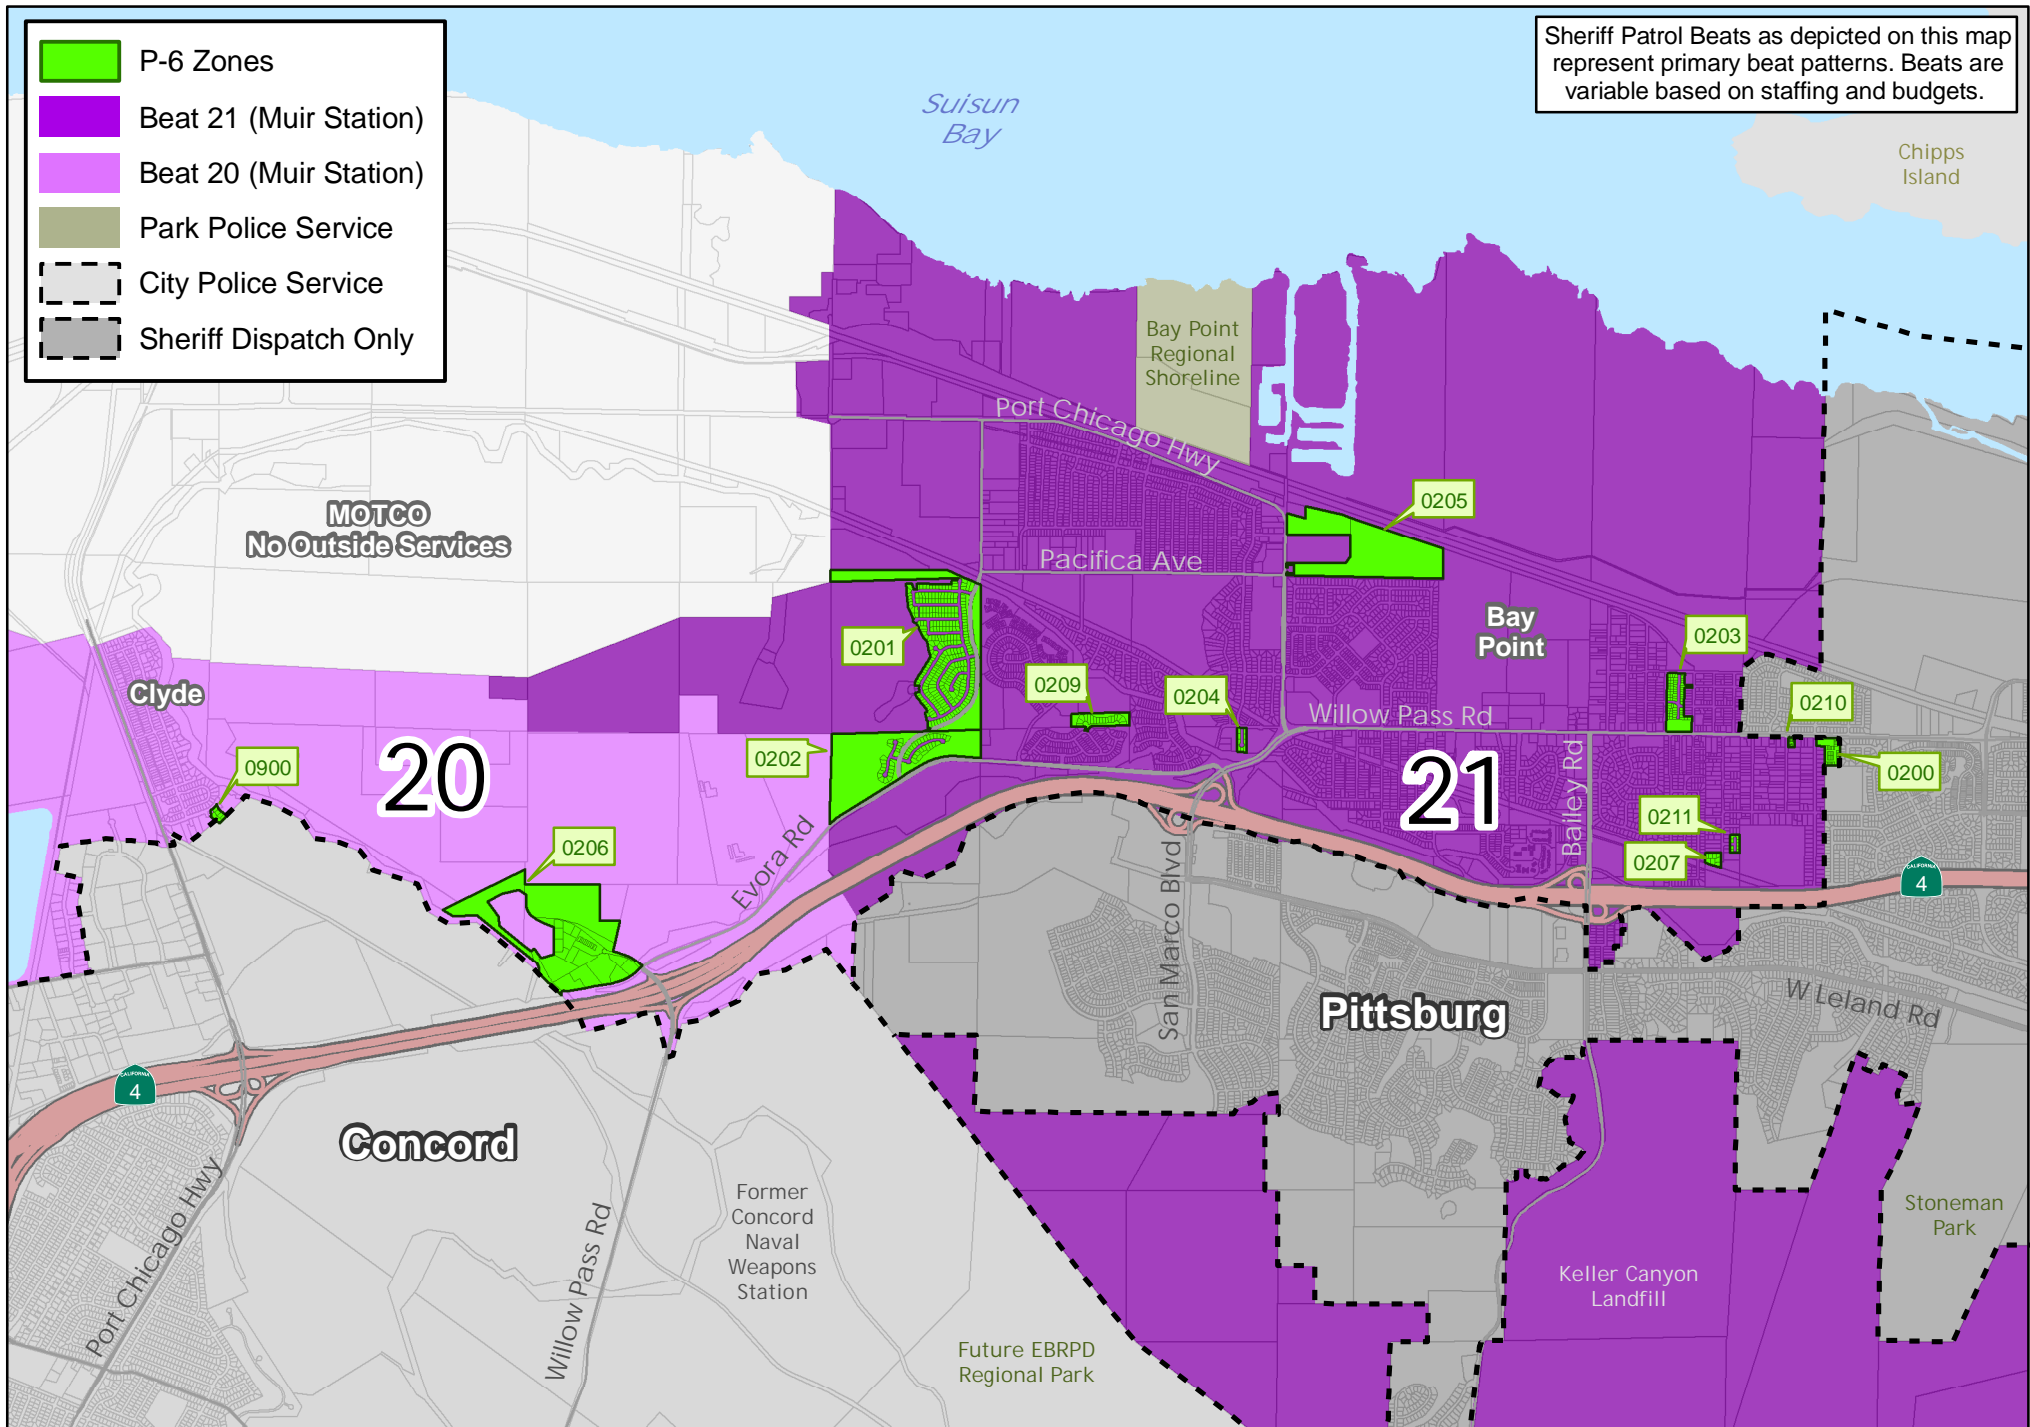 P-6 Zones
Beat 21 (Muir Station)
Beat 20 (Muir Station)
Park Police Service
City Police Service
Sheriff Dispatch Only
Sheriff Patrol Beats as depicted on this map
represent primary beat patterns. Beats are
variable based on staffing and budgets.
Suisun
Bay
Chipps
Island
Bay Point
Regional
Shoreline
Port Chicago Hwy
MOTCO
No Outside Services
0205
Pacifica Ave
Bay
Point
0201
0203
Clyde
0209
0204
0210
Willow Pass Rd
0202
0900
20
21
Bailey Rd
0200
0211
0207
0206
Evora Rd
San Marco Blvd
CALIFORNIA
4
Pittsburg
W Leland Rd
CALIFORNIA
4
Concord
Port Chicago Hwy
Willow Pass Rd
Former
Concord
Naval
Weapons
Station
Stoneman
Park
Keller Canyon
Landfill
Future EBRPD
Regional Park